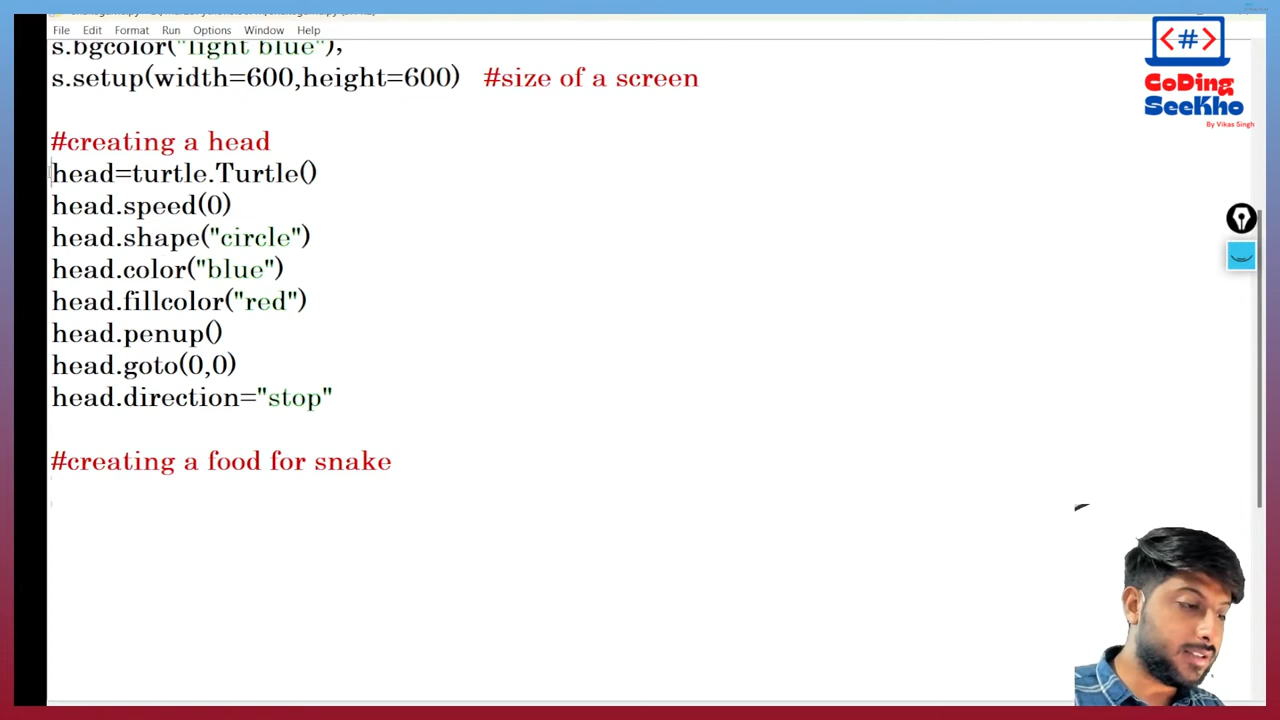 File Edit Format Run Options Window Help
s.bgcolor("light blue"),
s.setup(width=600,height=600) #size of a screen
#creating a head
head=turtle.Turtle()
head.speed(0)
head.shape("circle")
head.color("blue")
head.fillcolor("red")
head.penup()
head.goto(0,0)
head.direction="stop"
#creating a food for snake
<#>
CoDing
SeeKho
By Vikas Singh